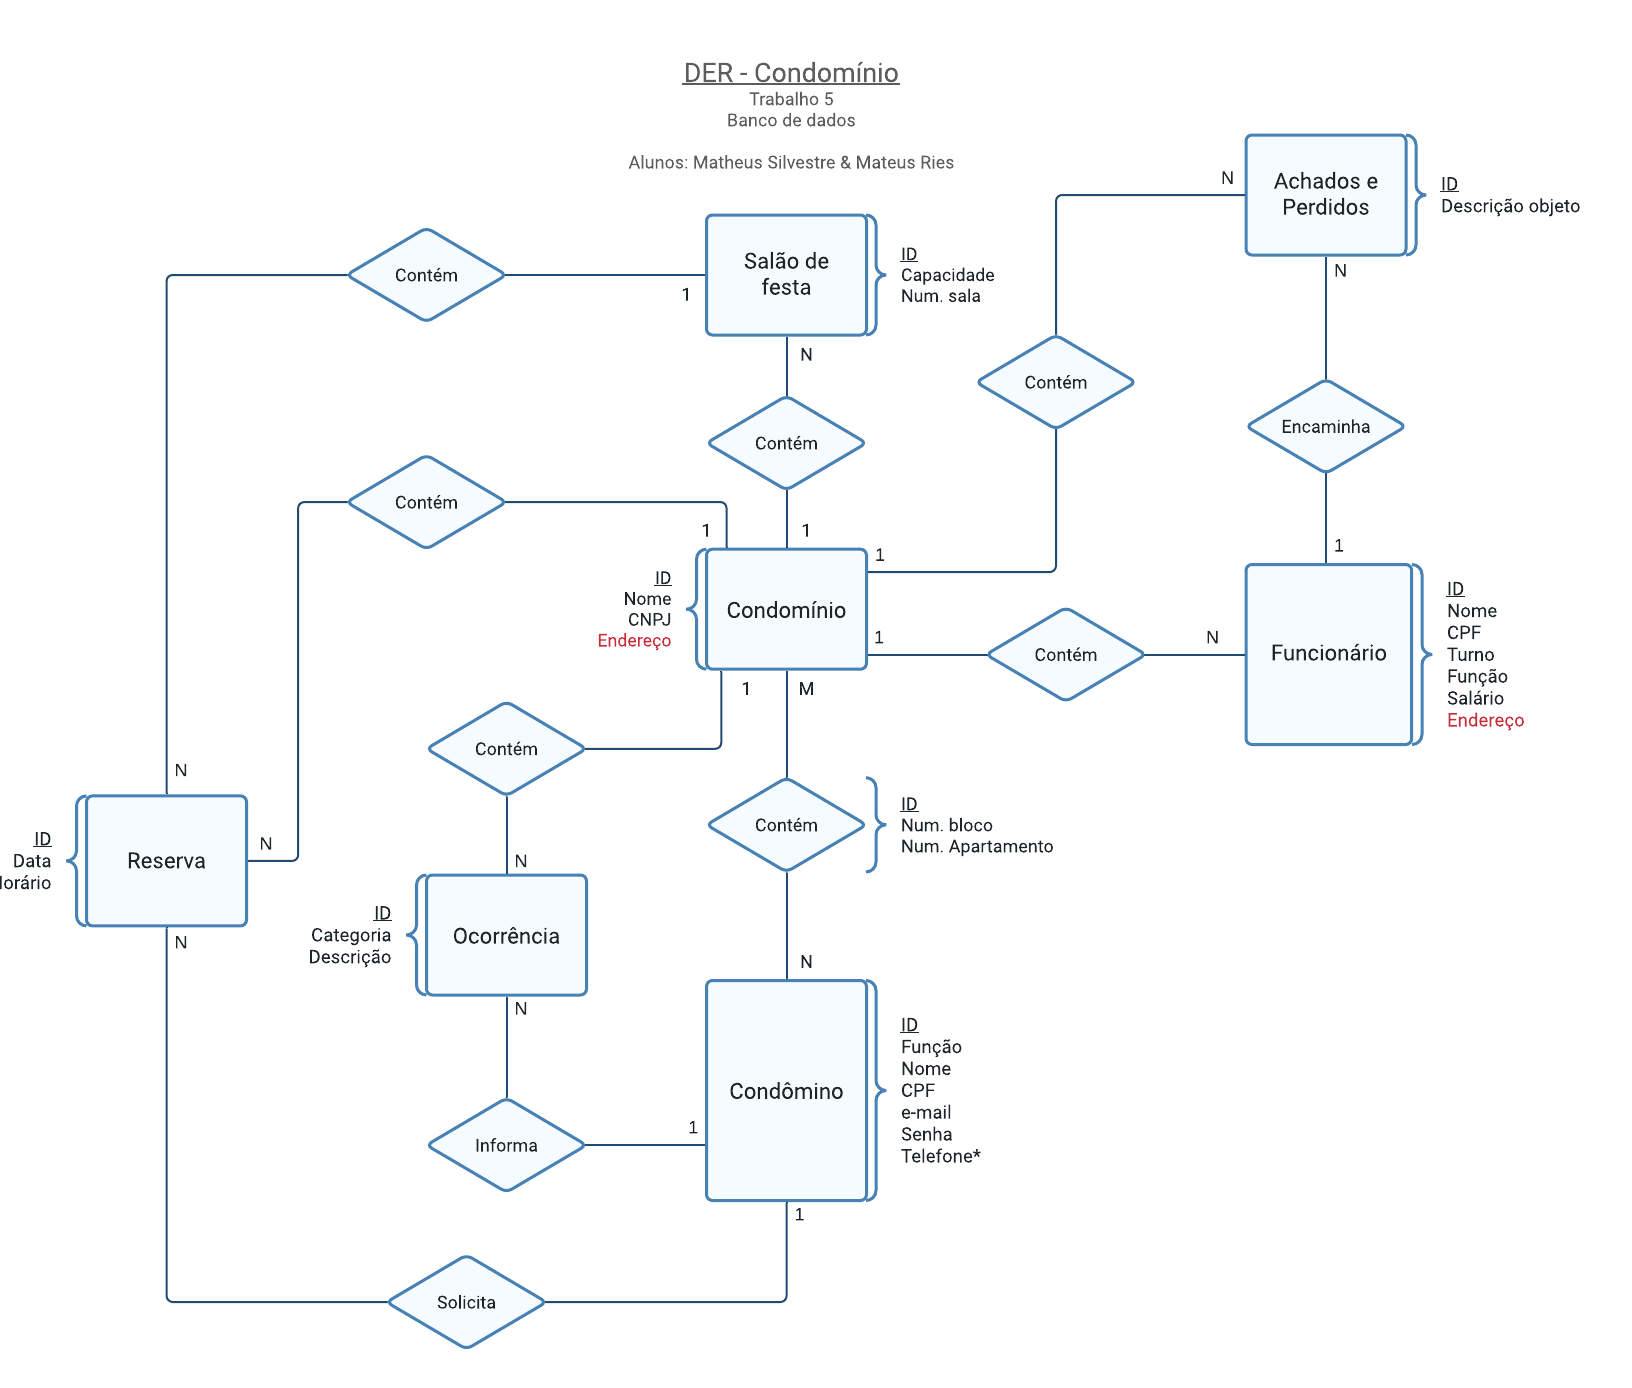 DER - Condomínio
Trabalho 5
Banco de dados
Alunos: Matheus Silvestre & Mateus Ries
N
Achados e
Perdidos
ID
Descrição objeto
N
Contém
1
Salão de
festa
ID
Capacidade
Num. sala
N
Contém
Encaminha
1
Contém
Contém
1
1
1
ID
Nome
CNPJ
Endereço
Condomínio
1
Contém
N
Funcionário
ID
Nome
CPF
Turno
Função
Salário
Endereço
1
M
Contém
N
N
Reserva
ID
Data
N
N
Contém
ID
Num. bloco
Num. Apartamento
ID
Categoria
Descrição
Ocorrência
N
N
Condômino
ID
Função
Nome
CPF
e-mail
Senha
Telefone*
Informa
1
1
Solicita